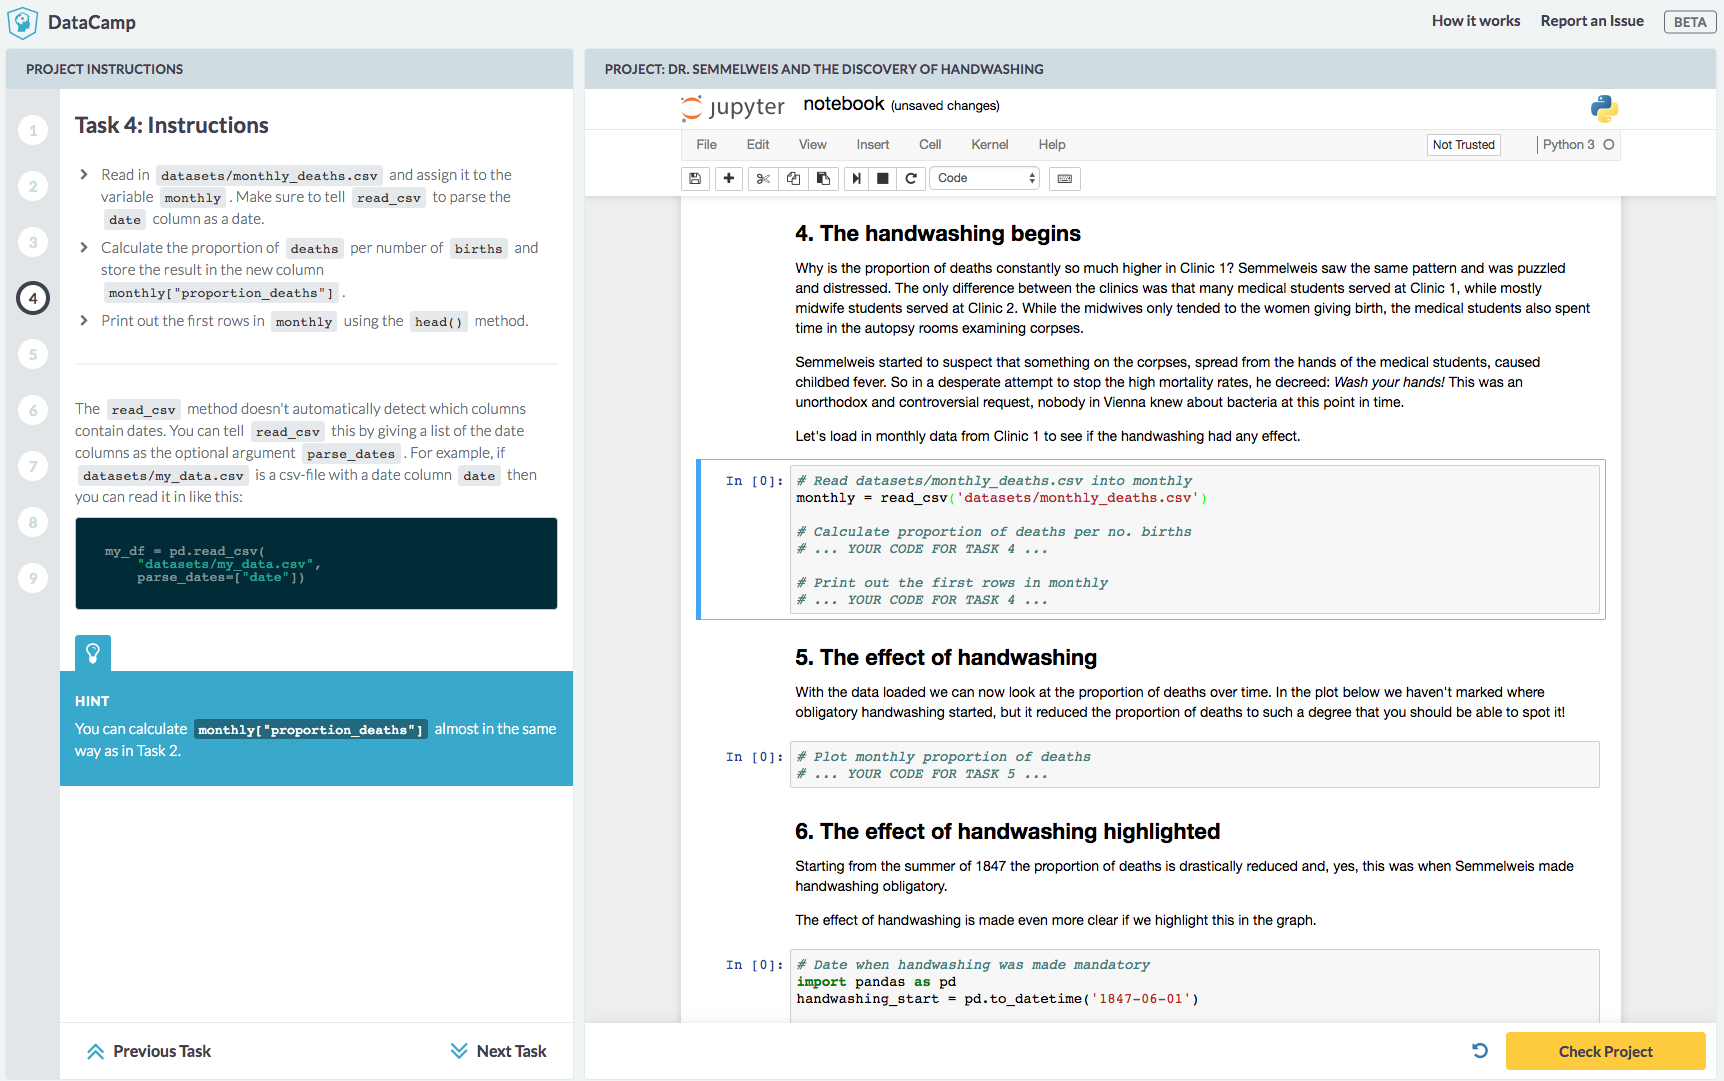 DataCamp
How it works
Report an Issue
BETA
PROJECT INSTRUCTIONS
1
2
3
4
5
6
7
8
9
Task 4: Instructions
Read in datasets/monthly_deaths.csv and assign it to the
variable monthly . Make sure to tell read_csv to parse the
date column as a date.
Calculate the proportion of deaths per number of births and
store the result in the new column
monthly["proportion_deaths"] .
Print out the first rows in monthly using the head() method.
The read_csv method doesn't automatically detect which columns
contain dates. You can tell read_csv this by giving a list of the date
columns as the optional argument parse_dates . For example, if
datasets/my_data.csv is a csv-file with a date column date then
you can read it in like this:
my_df = pd.read_csv(
"datasets/my_data.csv",
parse_dates=["date"])
HINT
You can calculate monthly["proportion_deaths"] almost in the same
way as in Task 2.
Previous Task
Next Task
PROJECT: DR. SEMMELWEIS AND THE DISCOVERY OF HANDWASHING
jupyter notebook (unsaved changes)
File Edit View Insert Cell Kernel Help
Not Trusted
Python 3
Code
4. The handwashing begins
Why is the proportion of deaths constantly so much higher in Clinic 1? Semmelweis saw the same pattern and was puzzled
and distressed. The only difference between the clinics was that many medical students served at Clinic 1, while mostly
midwife students served at Clinic 2. While the midwives only tended to the women giving birth, the medical students also spent
time in the autopsy rooms examining corpses.
Semmelweis started to suspect that something on the corpses, spread from the hands of the medical students, caused
childbed fever. So in a desperate attempt to stop the high mortality rates, he decreed: Wash your hands! This was an
unorthodox and controversial request, nobody in Vienna knew about bacteria at this point in time.
Let's load in monthly data from Clinic 1 to see if the handwashing had any effect.
In [0]: # Read datasets/monthly_deaths.csv into monthly
monthly = read_csv('datasets/monthly_deaths.csv')
# Calculate proportion of deaths per no. births
# ... YOUR CODE FOR TASK 4 ...
# Print out the first rows in monthly
# ... YOUR CODE FOR TASK 4 ...
5. The effect of handwashing
With the data loaded we can now look at the proportion of deaths over time. In the plot below we haven't marked where
obligatory handwashing started, but it reduced the proportion of deaths to such a degree that you should be able to spot it!
In [0]: # Plot monthly proportion of deaths
# ... YOUR CODE FOR TASK 5 ...
6. The effect of handwashing highlighted
Starting from the summer of 1847 the proportion of deaths is drastically reduced and, yes, this was when Semmelweis made
handwashing obligatory.
The effect of handwashing is made even more clear if we highlight this in the graph.
In [0]: # Date when handwashing was made mandatory
import pandas as pd
handwashing_start = pd.to_datetime('1847-06-01')
Check Project